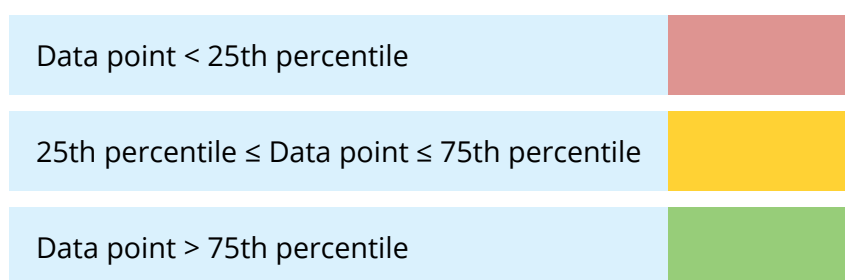 Data point < 25th percentile
25th percentile ≤ Data point ≤ 75th percentile
Data point > 75th percentile